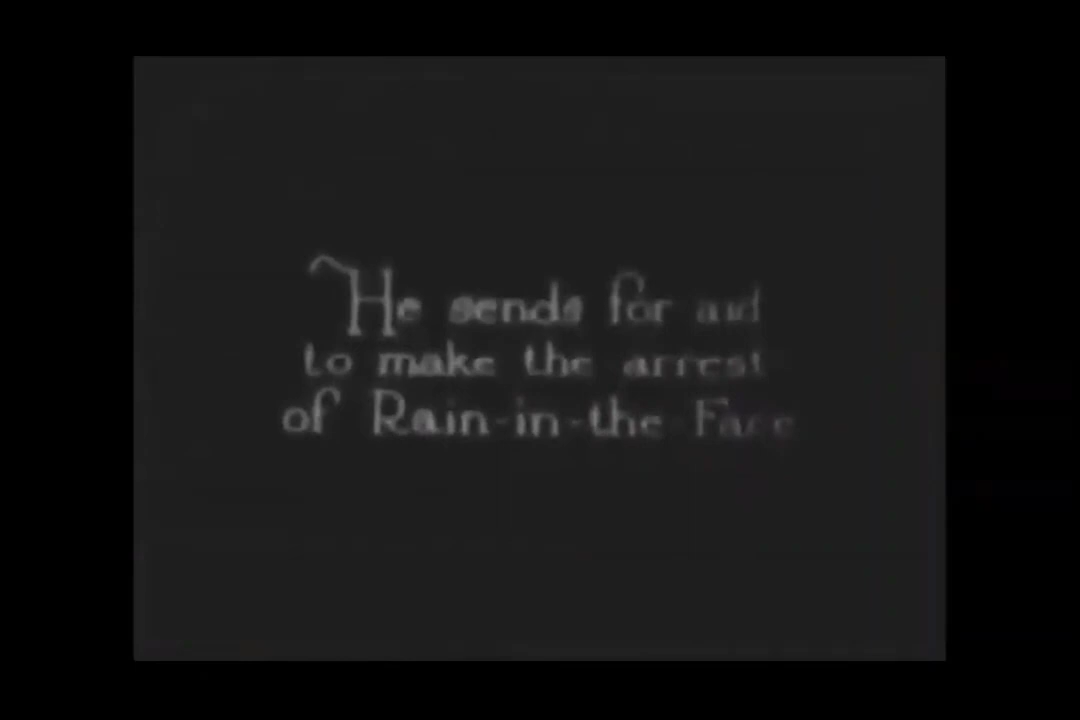 He sends for aid
to make the arrest
of Rain-in-the Face